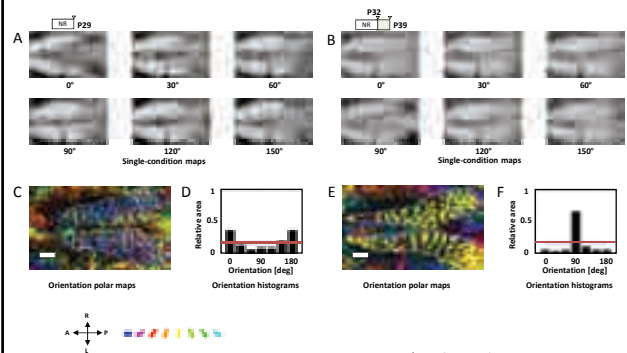 P32
NR P29
NR P39
A
B
0° 30° 60°
0° 30° 60°
90° 120° 150°
90° 120° 150°
Single-condition maps
Single-condition maps
C D E F
1
0.5
0
Relative area
0 90 180
Orientation [deg]
1
0.5
0
Relative area
0 90 180
Orientation [deg]
Orientation polar maps
Orientation histograms
Orientation polar maps
Orientation histograms
R
A P
L